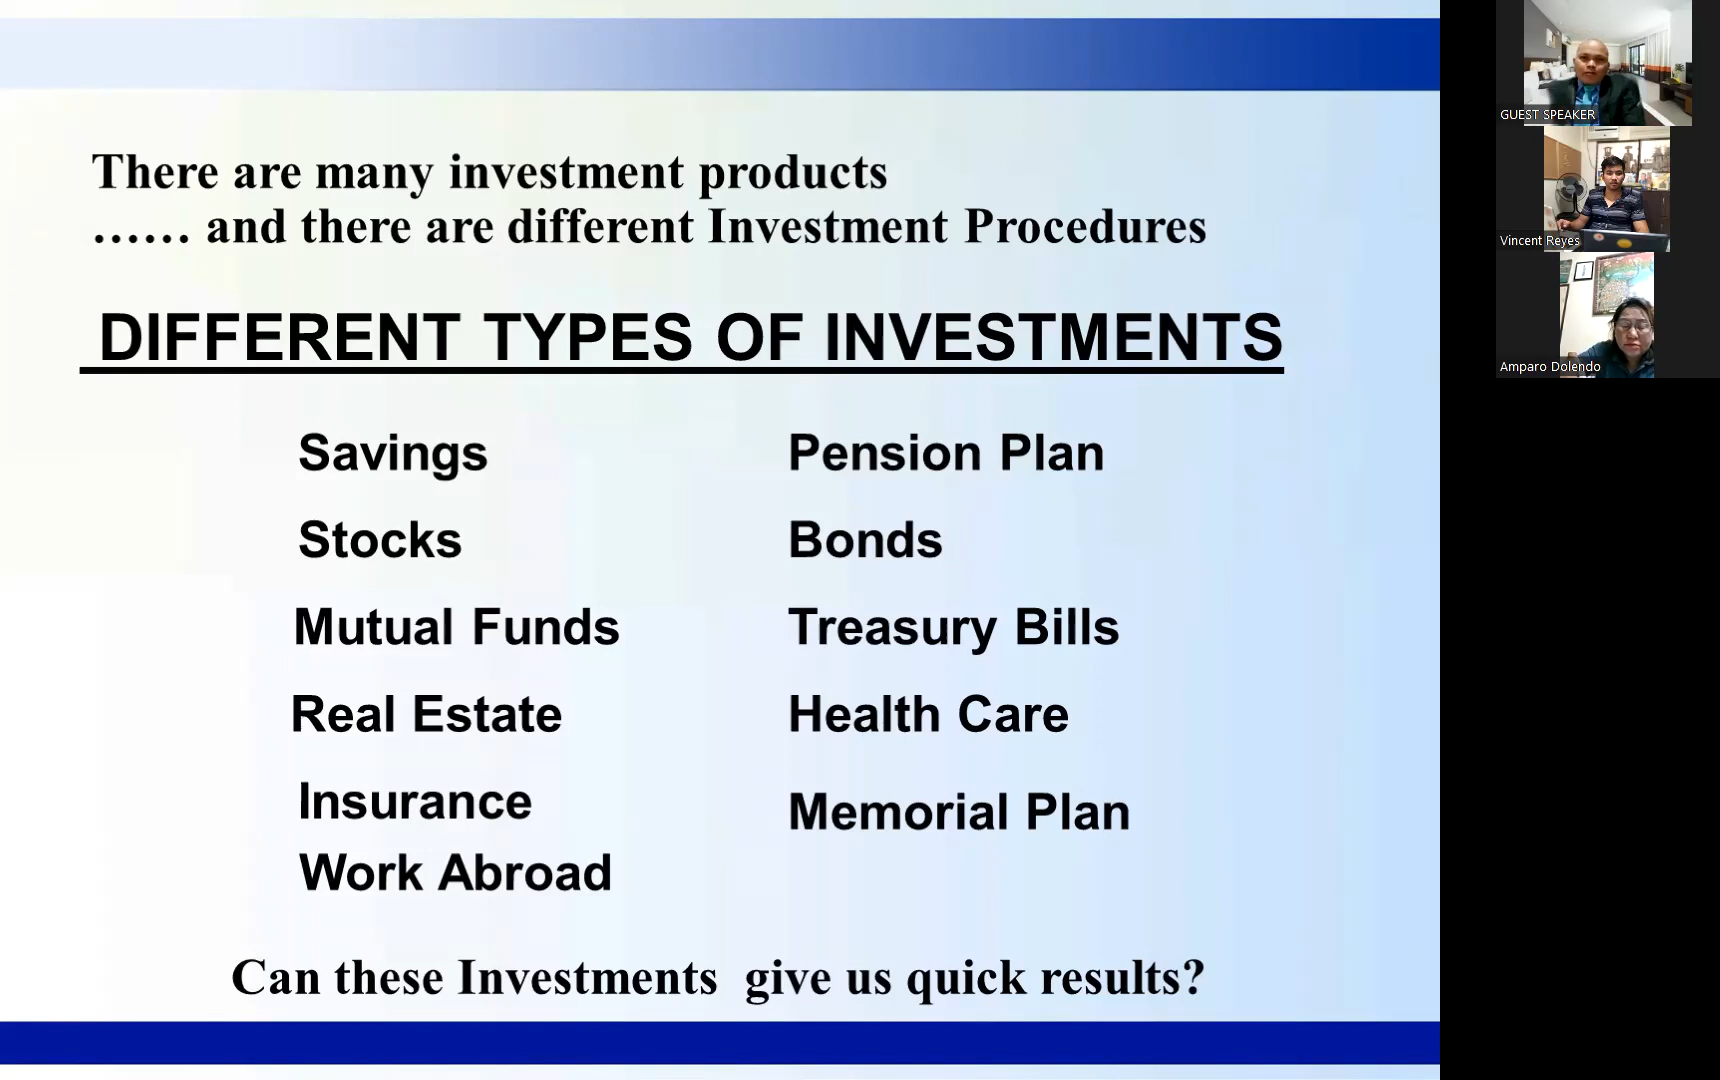 There are many investment products
…… and there are different Investment Procedures
DIFFERENT TYPES OF INVESTMENTS
Savings
Stocks
Mutual Funds
Real Estate
Insurance
Work Abroad
Pension Plan
Bonds
Treasury Bills
Health Care
Memorial Plan
Can these Investments give us quick results?
GUEST SPEAKER
Vincent Reyes
Amparo Dolendo